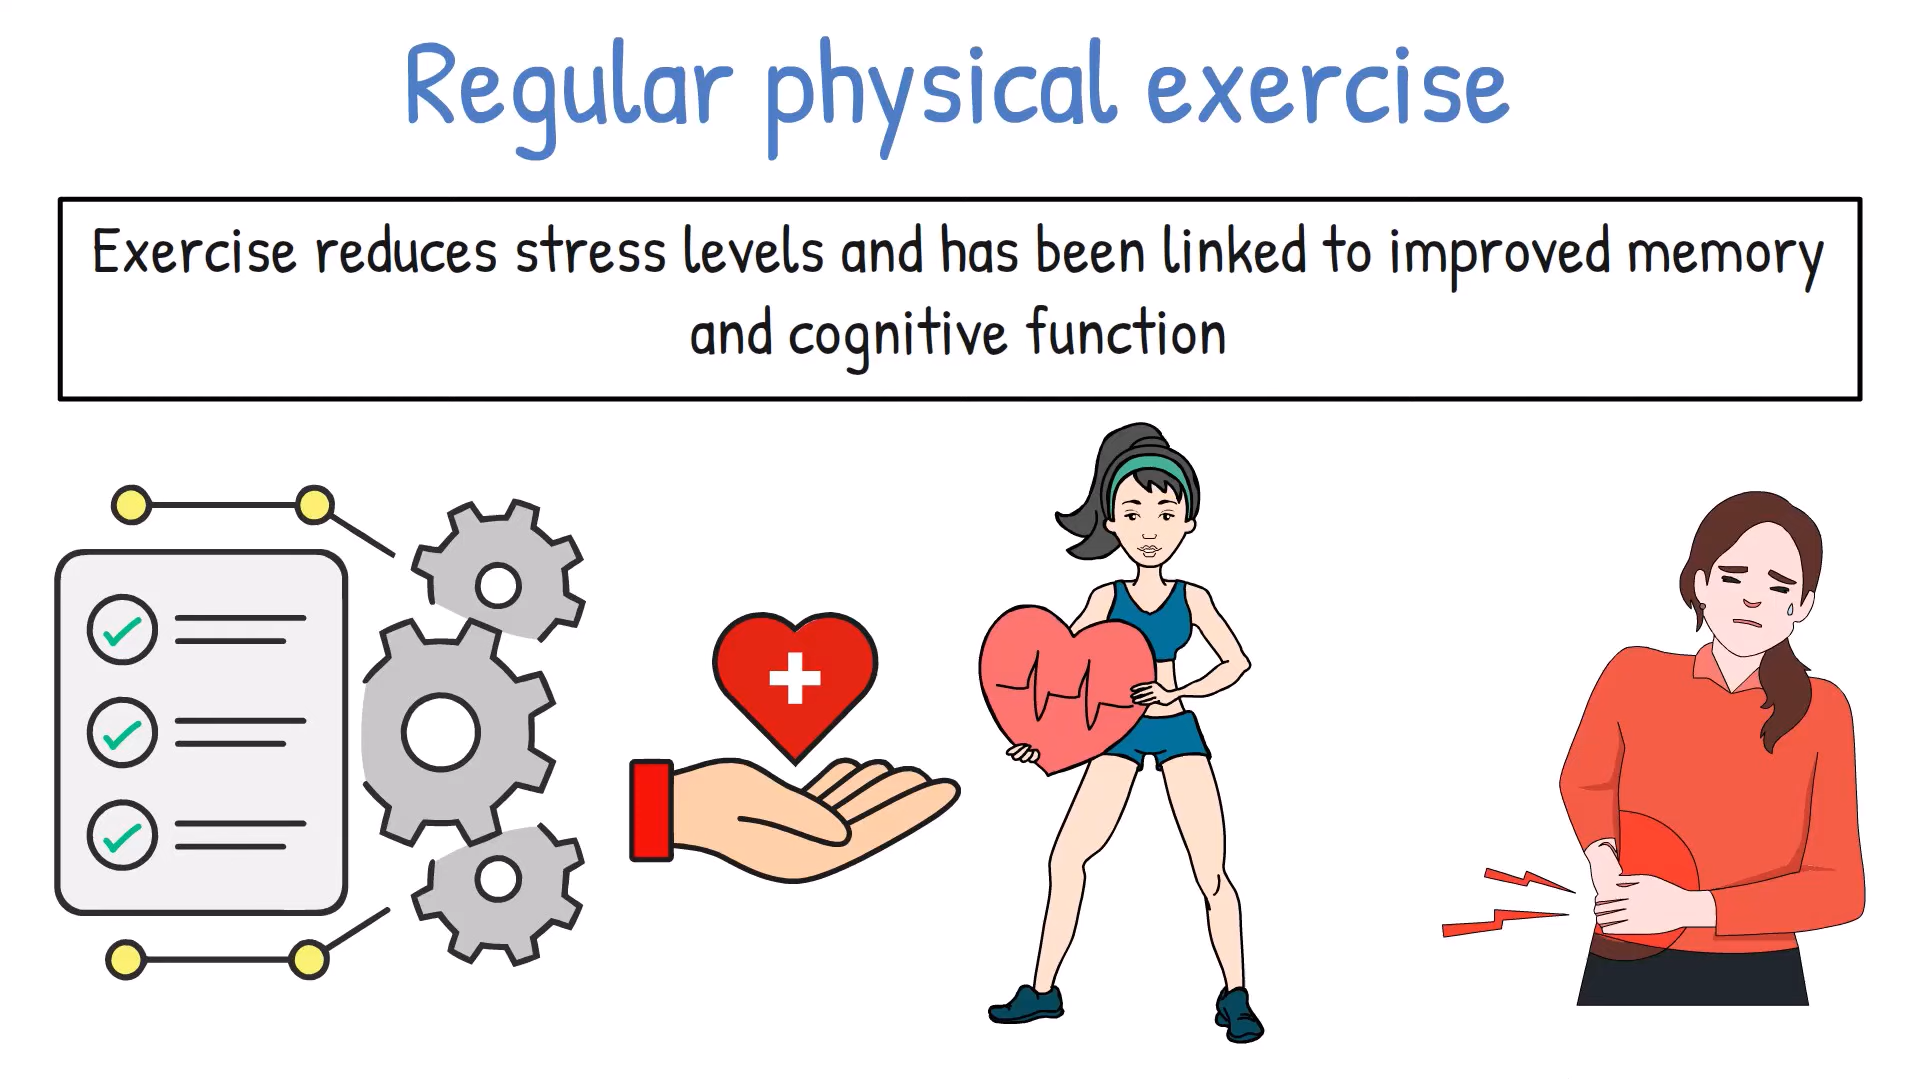 Regular physical exercise
Exercise reduces stress levels and has been linked to improved memory
and cognitive function